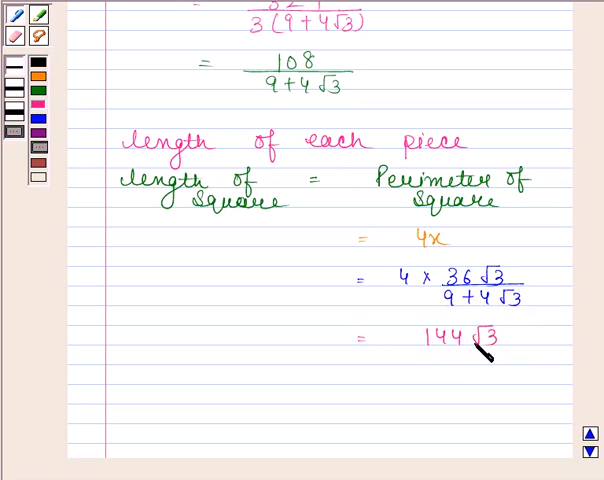 = 324 / 3 (9 + 4√3)
= 108 / 9 + 4√3
length of each piece
length of Square = Perimeter of Square
= 4x
= 4 × 36√3 / 9 + 4√3
= 144 √3